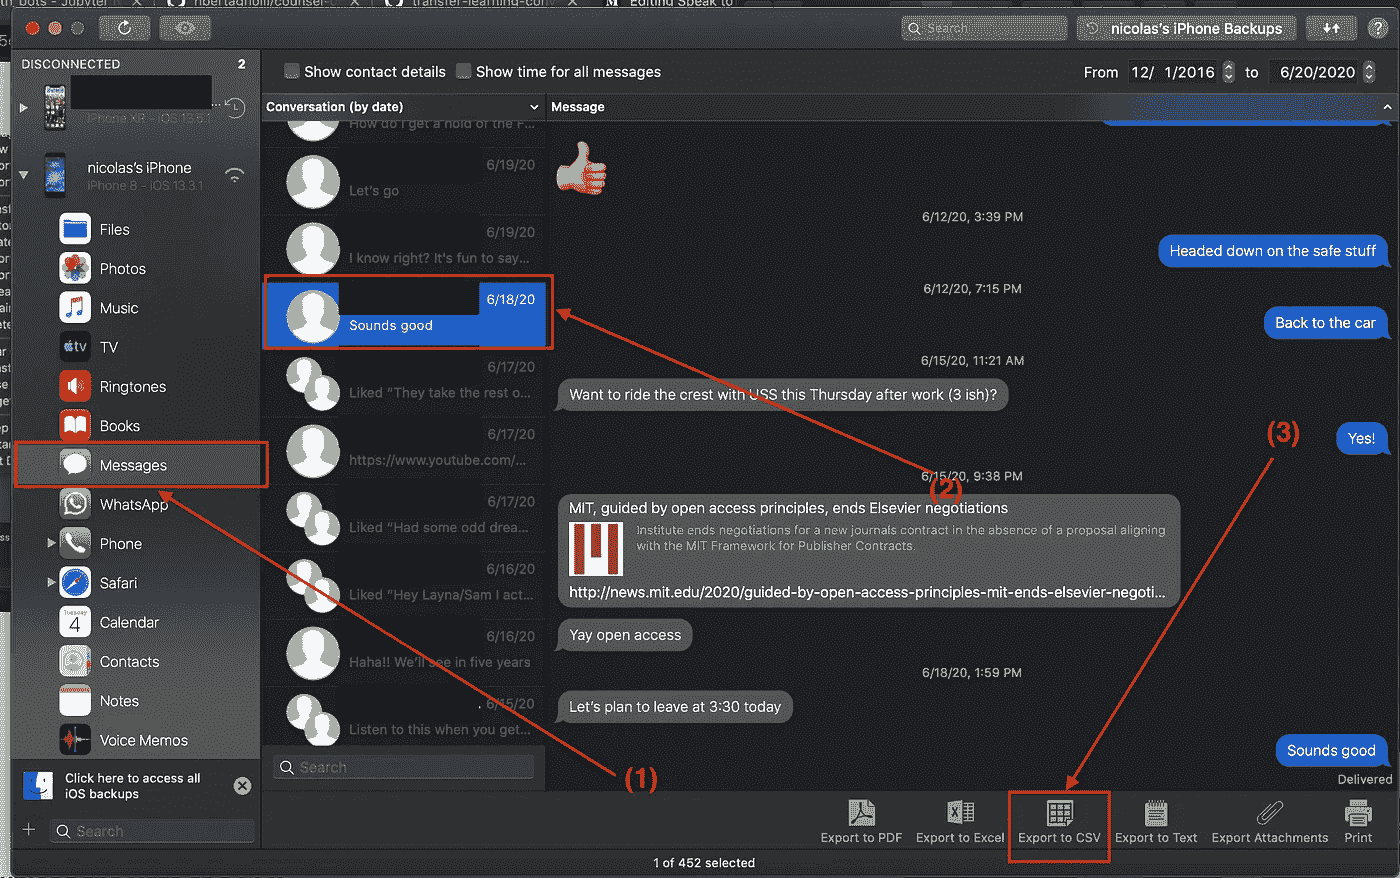 bots - Jupyter
transfer-learning-conv
Editing Speak to
Search
nicolas's iPhone Backups
?
DISCONNECTED
2
Show contact details
Show time for all messages
From 12/ 1/2016 to 6/20/2020
Conversation (by date)
Message
iPhone XR - iOS 13.5.1
nicolas's iPhone
iPhone 8 - iOS 13.3.1
Files
Photos
Music
TV
Ringtones
Books
Messages
WhatsApp
Phone
Safari
Calendar
Contacts
Notes
Voice Memos
Click here to access all
iOS backups
Search
How do I get a hold of the F...
6/19/20
Let's go
6/19/20
I know right? It's fun to say...
6/18/20
Sounds good
6/17/20
Liked “They take the rest o...
6/17/20
https://www.youtube.com/...
6/17/20
Liked “Had some odd drea...
6/16/20
Liked “Hey Layna/Sam I act...
6/16/20
Haha!! We'll see in five years
6/15/20
Listen to this when you get...
Search
6/12/20, 3:39 PM
Headed down on the safe stuff
6/12/20, 7:15 PM
Back to the car
6/15/20, 11:21 AM
Want to ride the crest with USS this Thursday after work (3 ish)?
Yes!
6/15/20, 9:38 PM
MIT, guided by open access principles, ends Elsevier negotiations
Institute ends negotiations for a new journals contract in the absence of a proposal aligning
with the MIT Framework for Publisher Contracts.
http://news.mit.edu/2020/guided-by-open-access-principles-mit-ends-elsevier-negoti...
Yay open access
6/18/20, 1:59 PM
Let's plan to leave at 3:30 today
Sounds good
Delivered
(1)
(2)
(3)
Export to PDF
Export to Excel
Export to CSV
Export to Text
Export Attachments
Print
1 of 452 selected